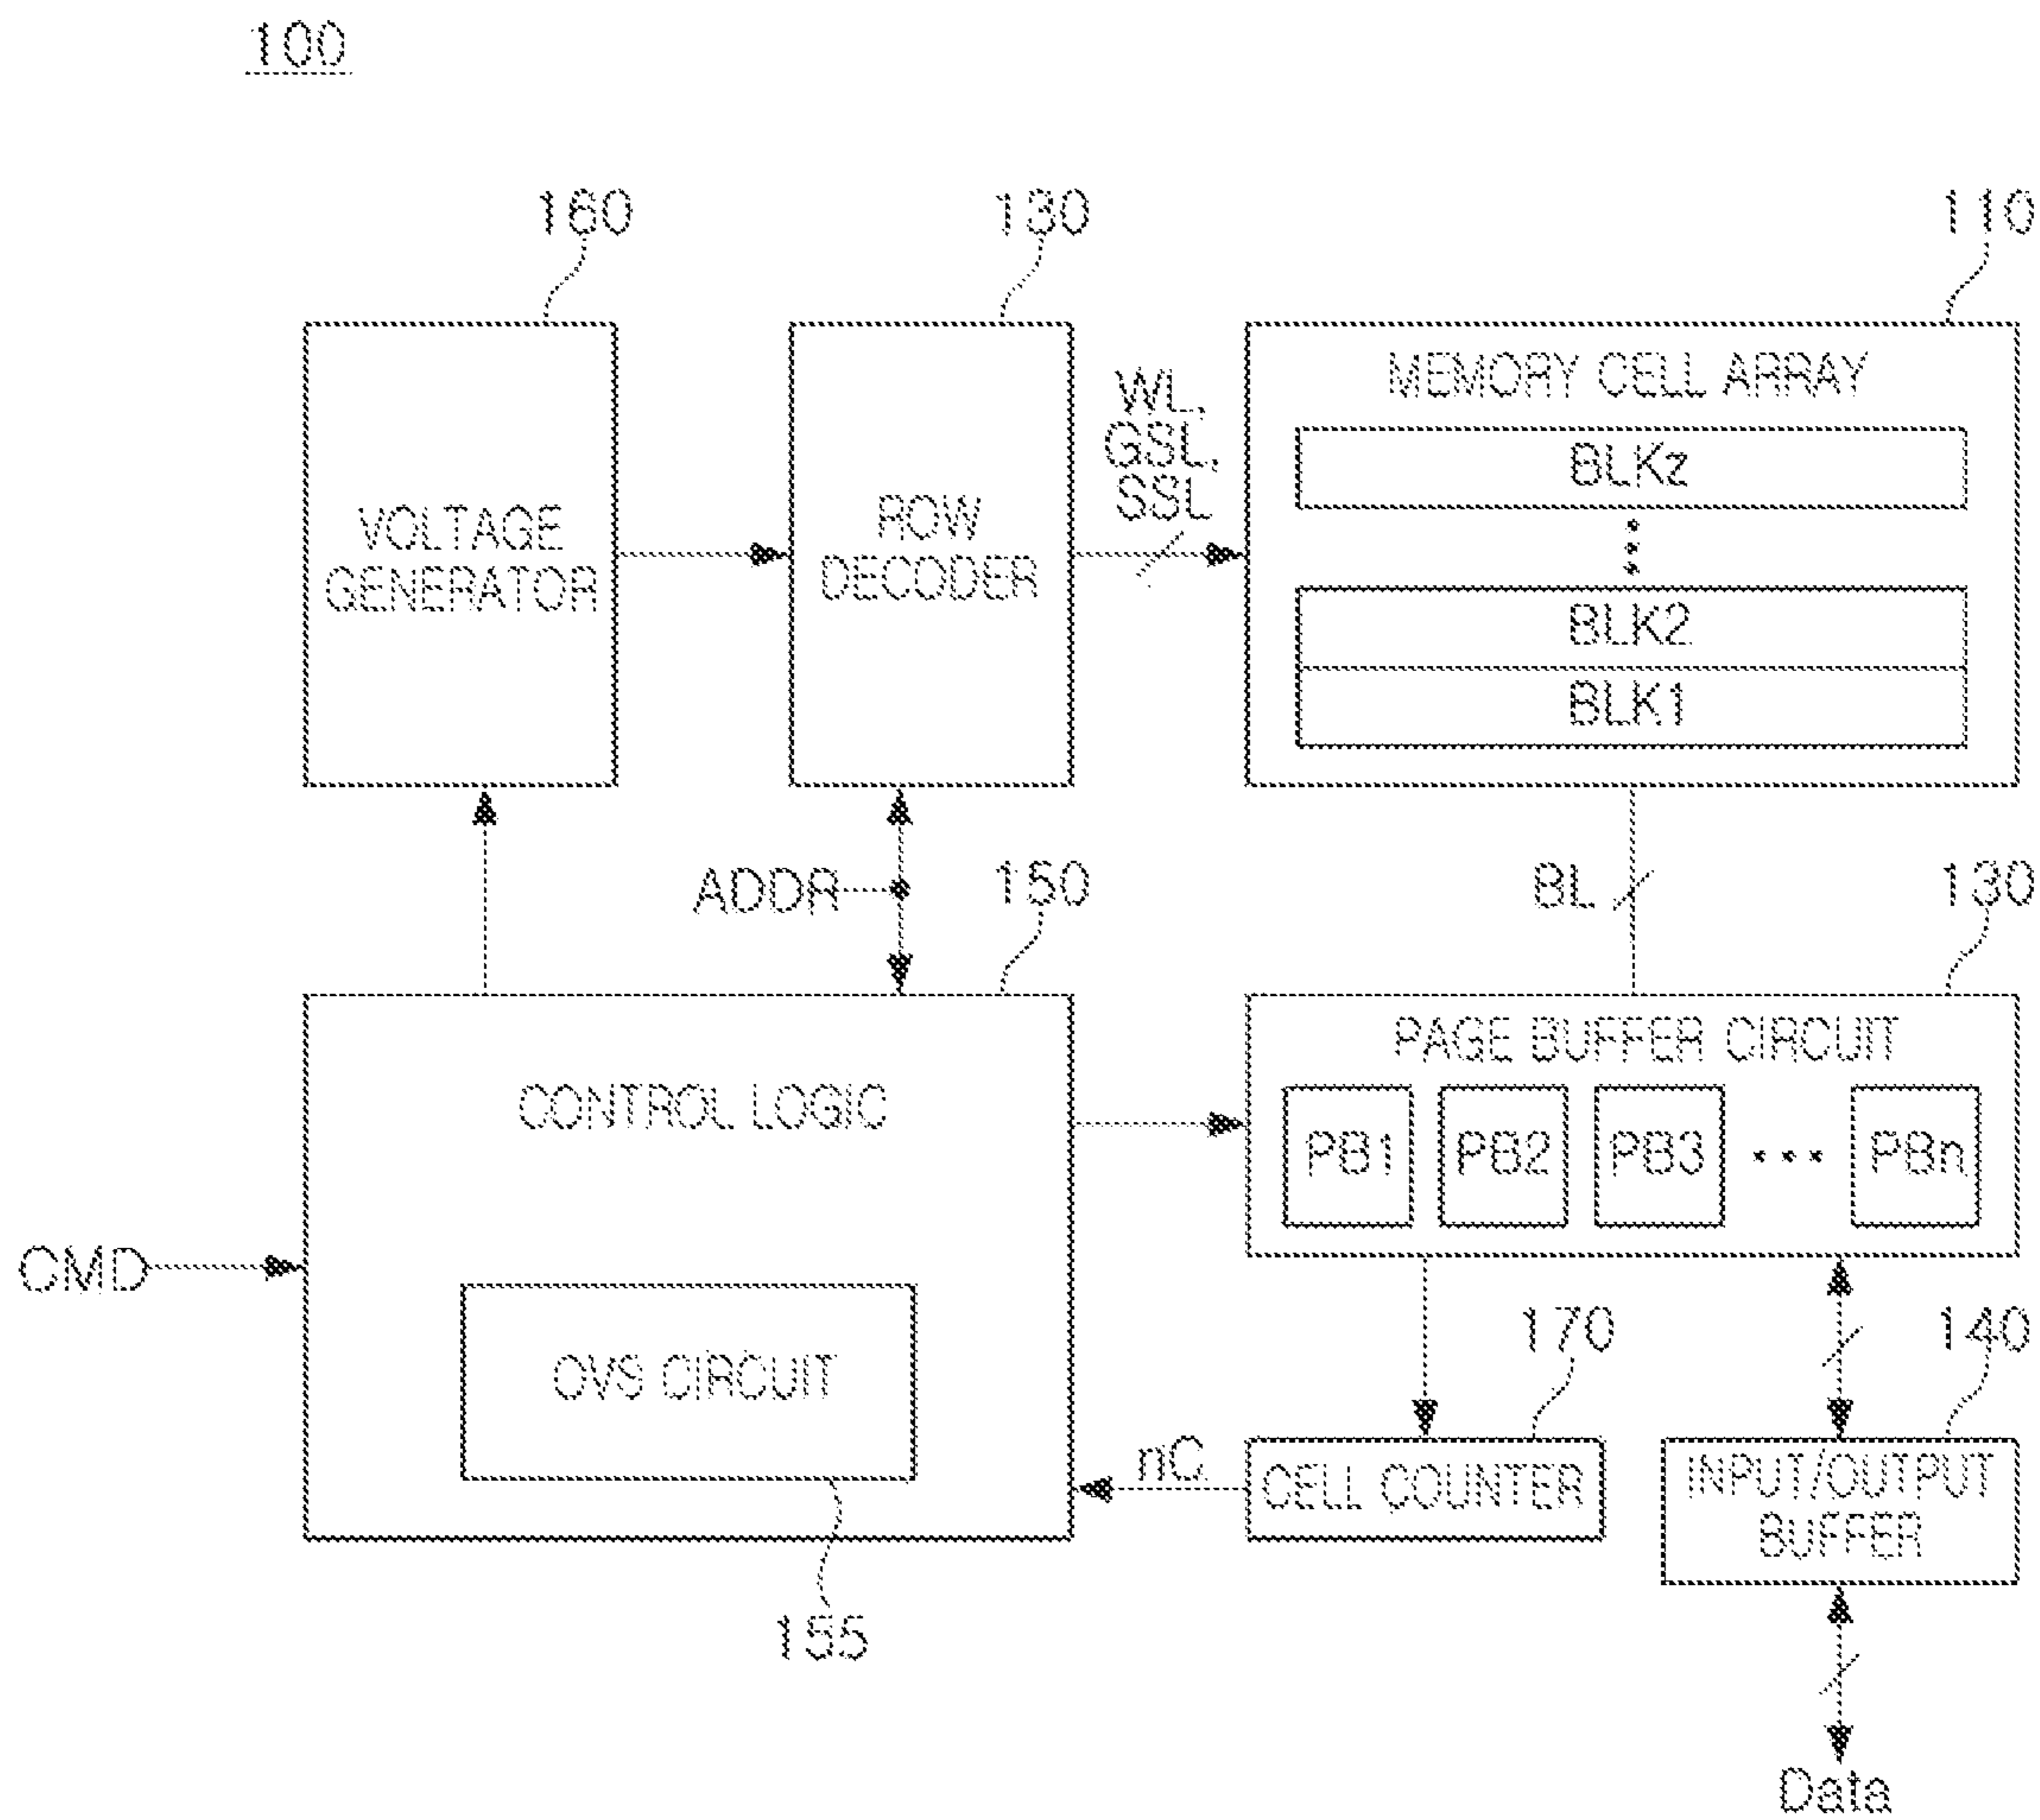 100
160
130
110
VOLTAGE
GENERATOR
ROW
DECODER
WL,
GSL,
SSL
MEMORY CELL ARRAY
BLKz
BLK2
BLK1
ADDR
150
BL
130
CONTROL LOGIC
PAGE BUFFER CIRCUIT
PB1 PB2 PB3 ••• PBn
CMD
OVS CIRCUIT
170
140
nC
CELL COUNTER
INPUT/OUTPUT
BUFFER
155
Data